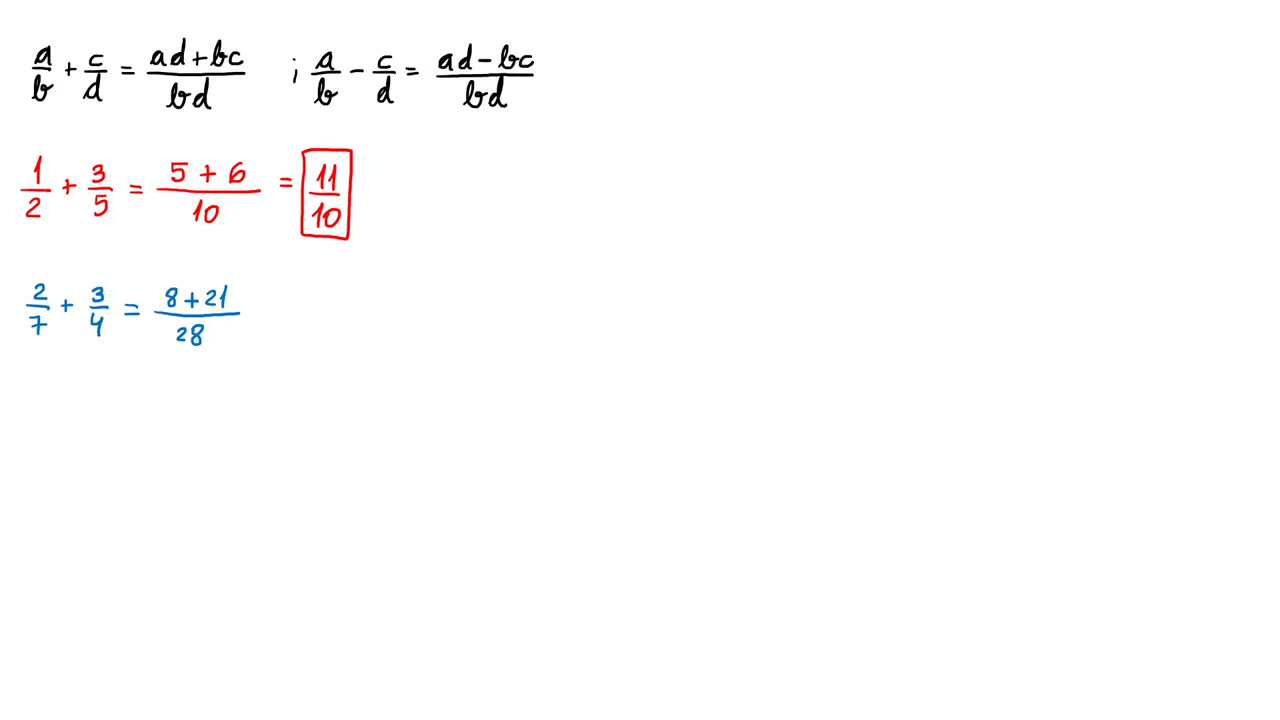 a/b + c/d = (ad+bc)/bd ; a/b - c/d = (ad-bc)/bd
1/2 + 3/5 = (5+6)/10 = 11/10
2/7 + 3/4 = (8+21)/28